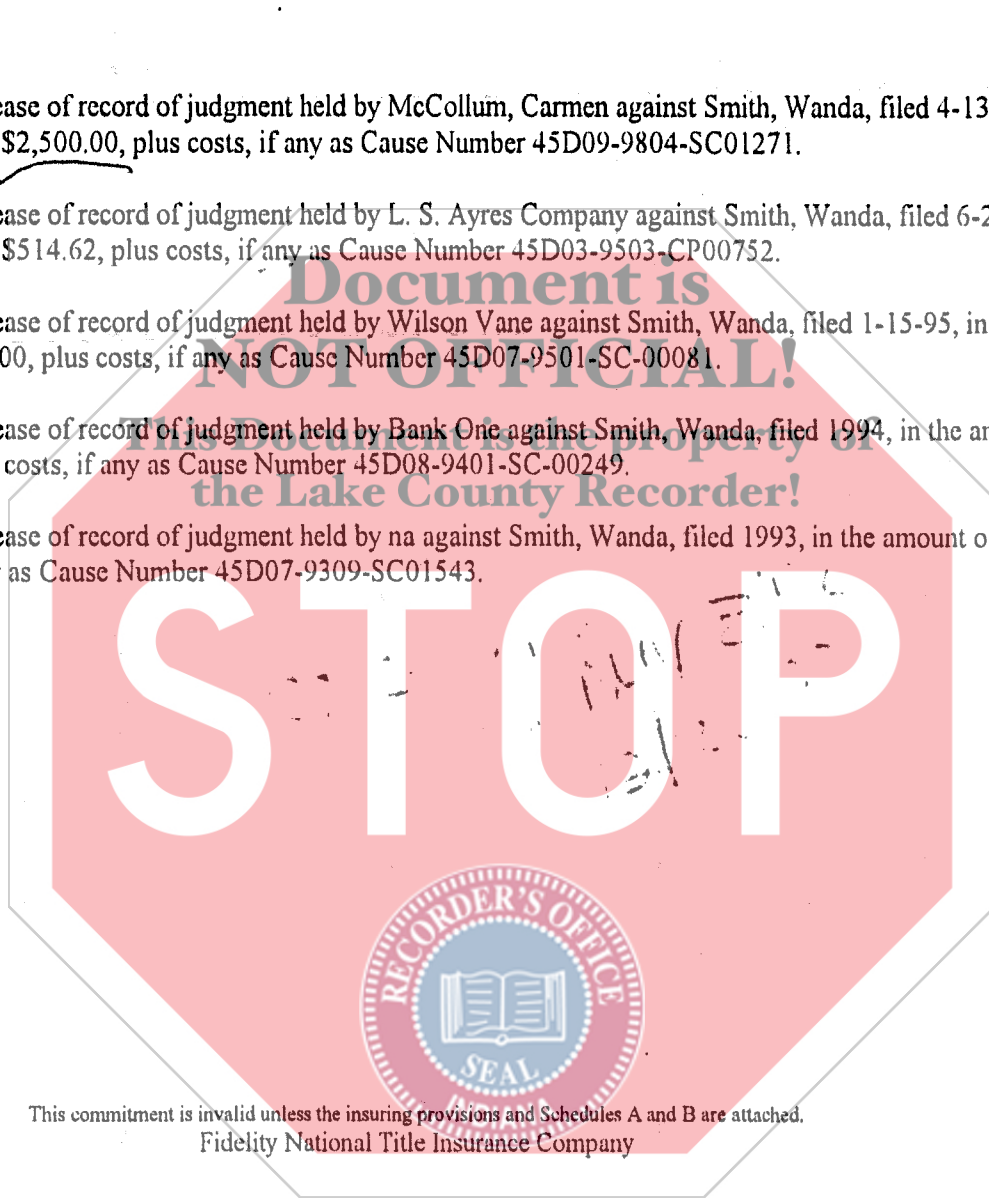 ease of record of judgment held by McCollum, Carmen against Smith, Wanda, filed 4-13
$2,500.00, plus costs, if any as Cause Number 45D09-9804-SC01271.
ease of record of judgment held by L. S. Ayres Company against Smith, Wanda, filed 6-2
$514.62, plus costs, if any as Cause Number 45D03-9503-CP00752.
Document is
ease of record of judgment held by Wilson Vane against Smith, Wanda, filed 1-15-95, in
00, plus costs, if any as Cause Number 45D07-9501-SC-00081.
NOT OFFICIAL!
ease of record of judgment held by Bank One against Smith, Wanda, filed 1994, in the am
This Document is the property of
costs, if any as Cause Number 45D08-9401-SC-00249.
the Lake County Recorder!
ease of record of judgment held by na against Smith, Wanda, filed 1993, in the amount o
as Cause Number 45D07-9309-SC01543.
STOP
RECORDER'S OFFICE
SEAL
INDIANA
This commitment is invalid unless the insuring provisions and Schedules A and B are attached.
Fidelity National Title Insurance Company